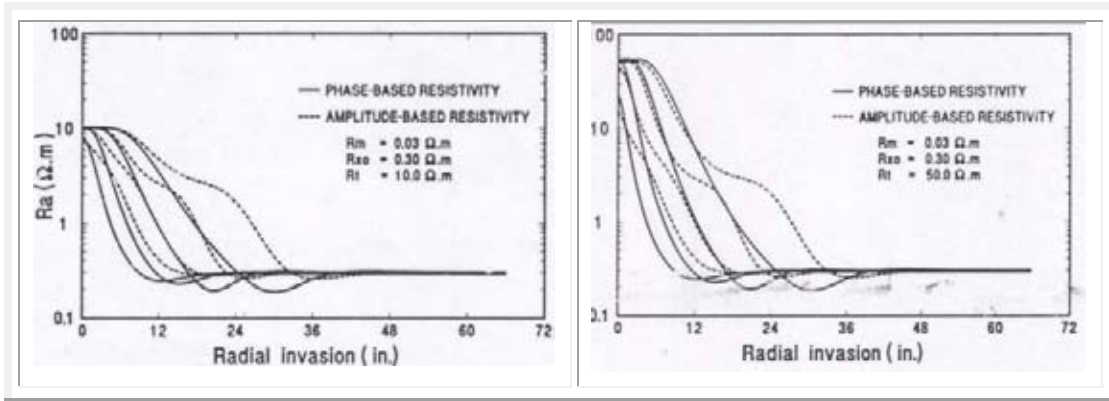 100
PHASE-BASED RESISTIVITY
AMPLITUDE-BASED RESISTIVITY
Rm = 0.03 Ω.m
Rxo = 0.30 Ω.m
Rt = 10.0 Ω.m
10
Ra (Ω.m)
1
0.1
0 12 24 36 48 60 72
Radial invasion ( in.)
00
PHASE-BASED RESISTIVITY
AMPLITUDE-BASED RESISTIVITY
Rm = 0.03 Ω.m
Rxo = 0.30 Ω.m
Rt = 50.0 Ω.m
10
1
0.1
0 12 24 36 48 60 72
Radial invasion ( in.)